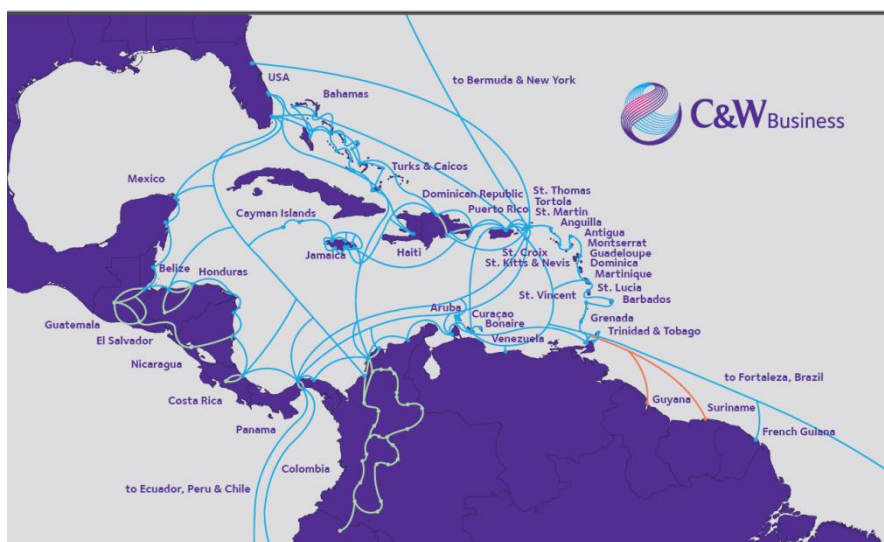 USA
to Bermuda & New York
Bahamas
C&W Business
Mexico
Turks & Caicos
Cayman Islands
Dominican Republic
St. Thomas
Tortola
Puerto Rico
St. Martin
Anguilla
Antigua
Montserrat
Jamaica
Haiti
St. Croix
Guadeloupe
St. Kitts & Nevis
Dominica
Martinique
Belize
Honduras
St. Lucia
St. Vincent
Barbados
Aruba
Curaçao
Bonaire
Grenada
Guatemala
Trinidad & Tobago
El Salvador
Venezuela
Nicaragua
to Fortaleza, Brazil
Costa Rica
Guyana
Suriname
Panama
French Guiana
Colombia
to Ecuador, Peru & Chile